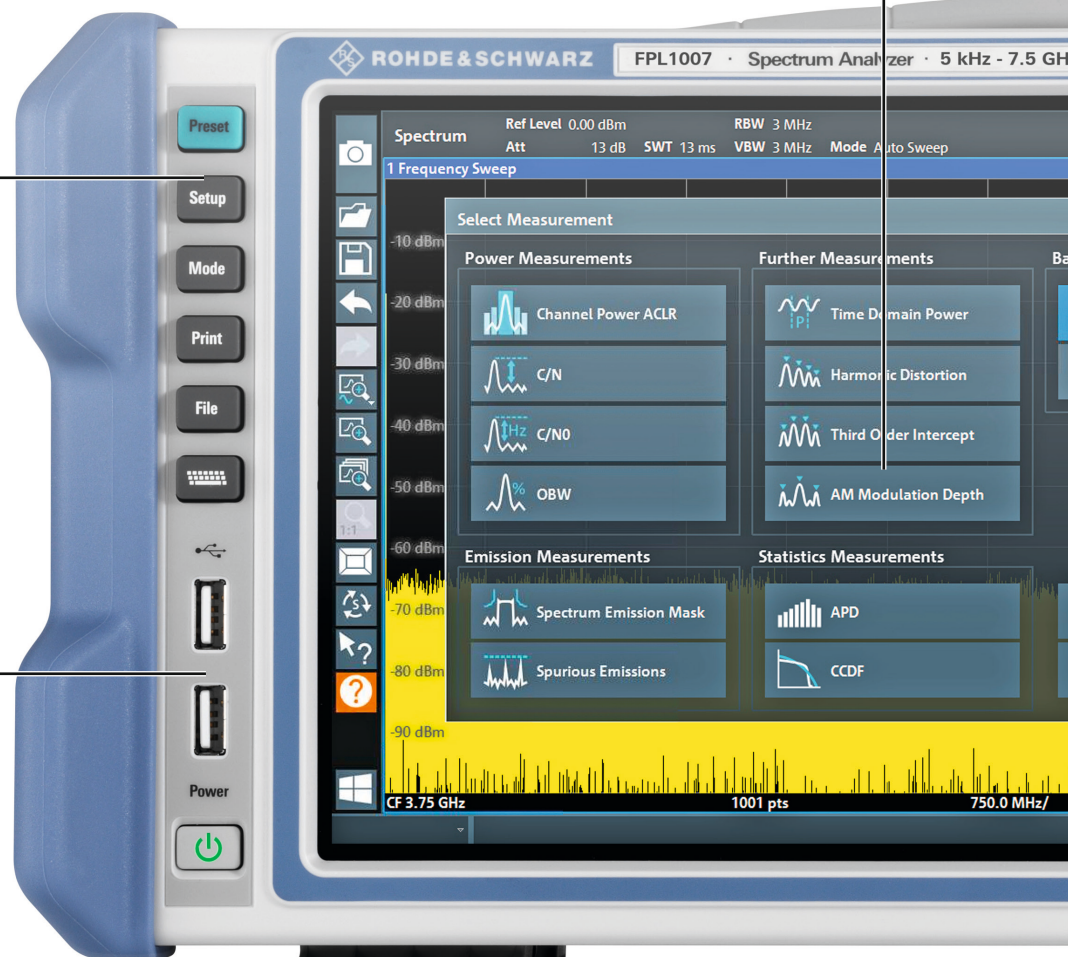 ROHDE&SCHWARZ
FPL1007 · Spectrum Analyzer · 5 kHz - 7.5 GH
Preset
Setup
Mode
Print
File
Power
Spectrum
Ref Level 0.00 dBm RBW 3 MHz
Att 13 dB SWT 13 ms VBW 3 MHz Mode Auto Sweep
1 Frequency Sweep
Select Measurement
-10 dBm
-20 dBm
-30 dBm
-40 dBm
-50 dBm
-60 dBm
-70 dBm
-80 dBm
-90 dBm
1:1
Power Measurements
Channel Power ACLR
C/N
Hz
C/N0
%
OBW
Further Measurements
P
Time Domain Power
Harmonic Distortion
Third Order Intercept
AM Modulation Depth
Ba
Emission Measurements
Spectrum Emission Mask
Spurious Emissions
Statistics Measurements
APD
CCDF
CF 3.75 GHz 1001 pts 750.0 MHz/